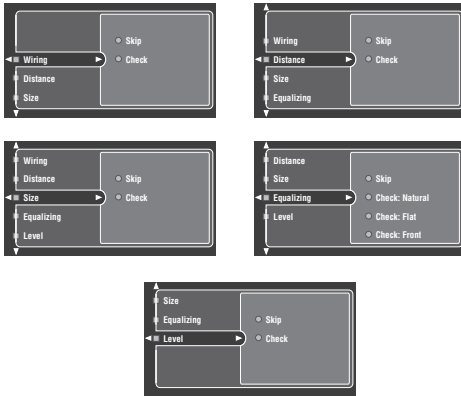 Skip
Wiring
Check
Distance
Size
Wiring
Skip
Distance
Check
Size
Equalizing
Wiring
Distance
Skip
Size
Check
Equalizing
Level
Distance
Size
Skip
Equalizing
Check: Natural
Level
Check: Flat
Check: Front
Size
Equalizing
Skip
Level
Check